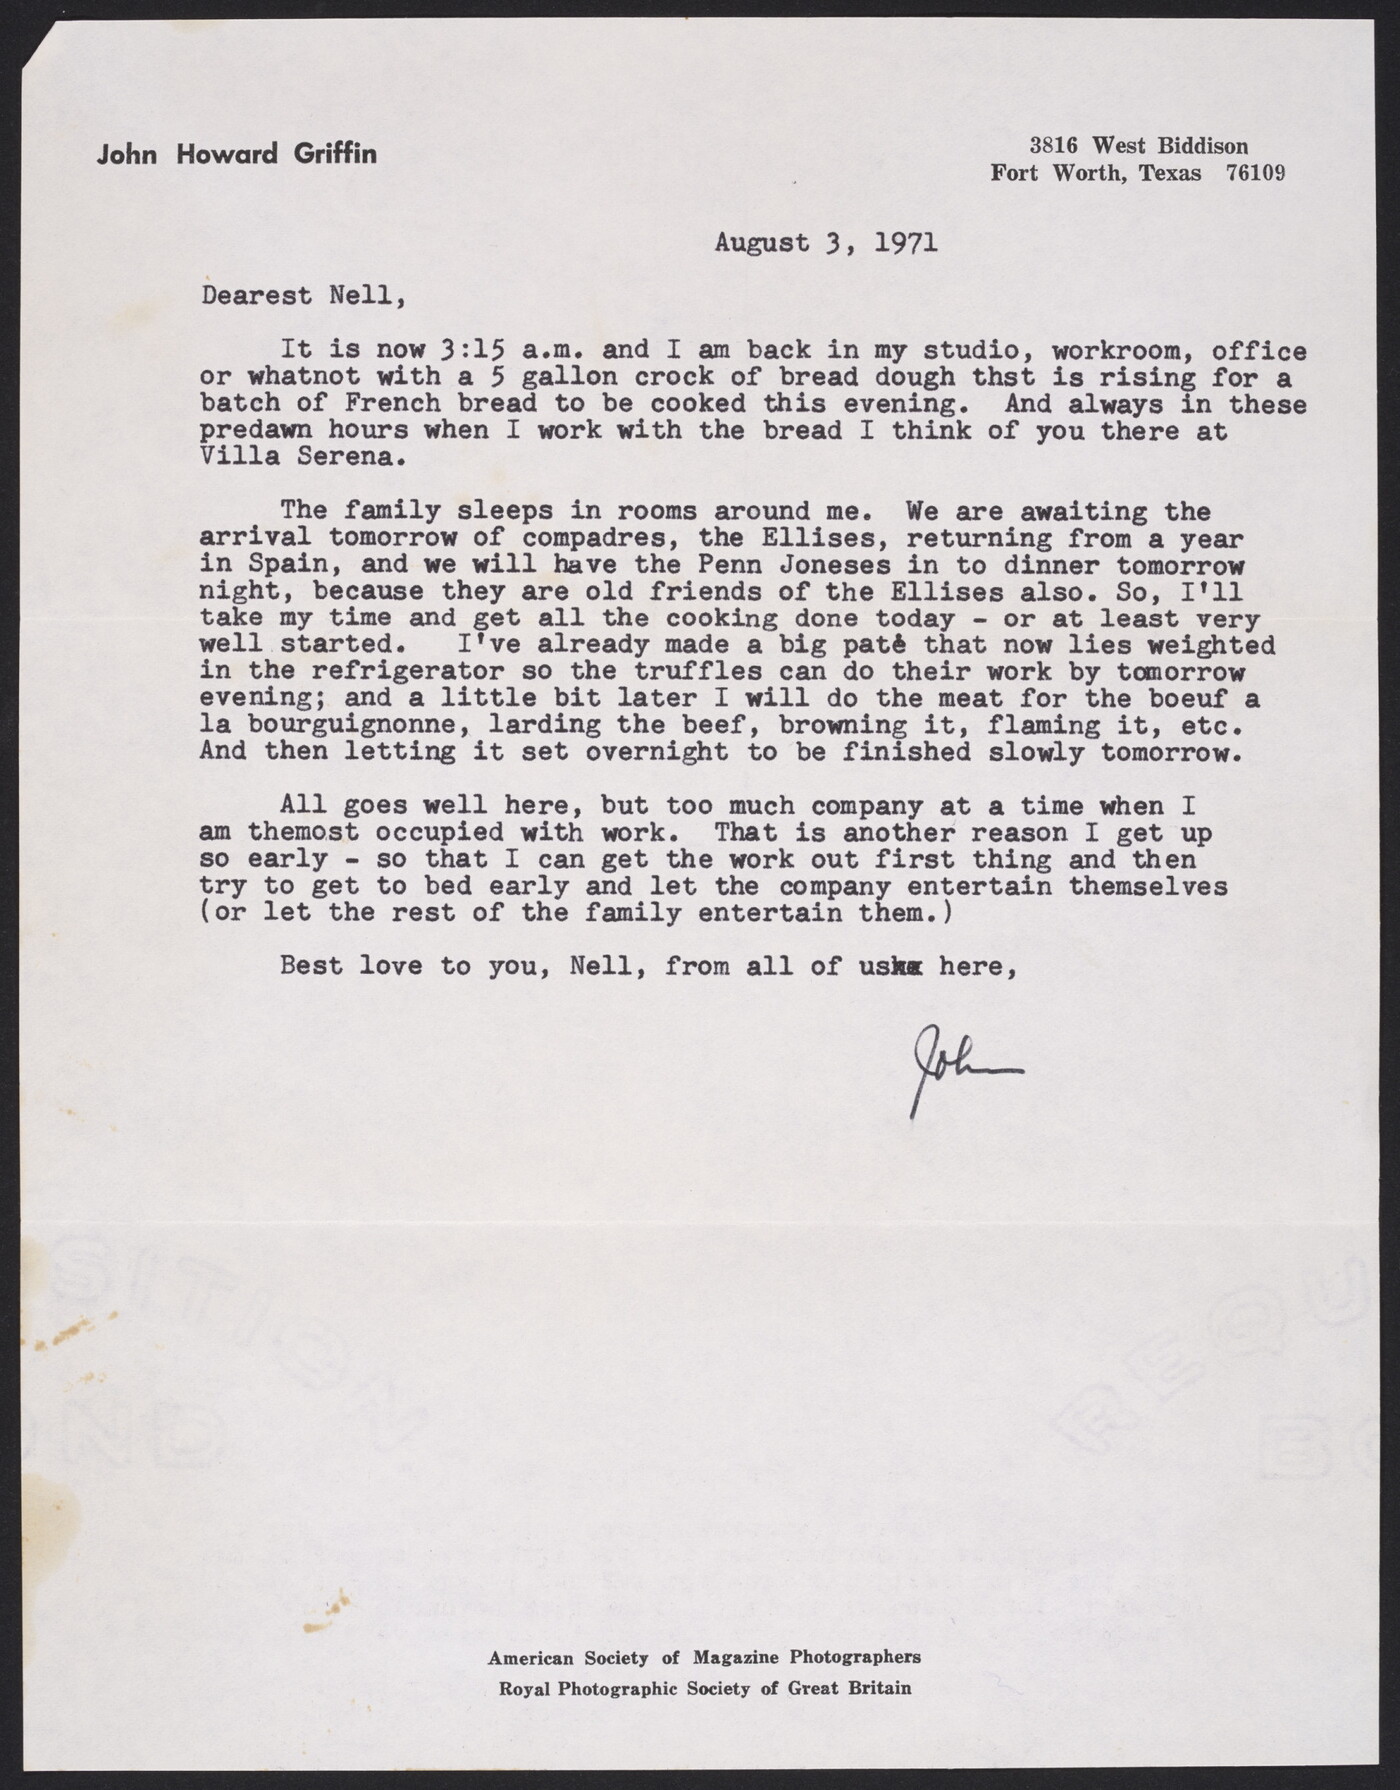 John Howard Griffin
3816 West Biddison
Fort Worth, Texas 76109
August 3, 1971
Dearest Nell,
It is now 3:15 a.m. and I am back in my studio, workroom, office
or whatnot with a 5 gallon crock of bread dough thst is rising for a
batch of French bread to be cooked this evening. And always in these
predawn hours when I work with the bread I think of you there at
Villa Serena.
The family sleeps in rooms around me. We are awaiting the
arrival tomorrow of compadres, the Ellises, returning from a year
in Spain, and we will have the Penn Joneses in to dinner tomorrow
night, because they are old friends of the Ellises also. So, I'll
take my time and get all the cooking done today - or at least very
well started. I've already made a big paté that now lies weighted
in the refrigerator so the truffles can do their work by tomorrow
evening; and a little bit later I will do the meat for the boeuf a
la bourguignonne, larding the beef, browning it, flaming it, etc.
And then letting it set overnight to be finished slowly tomorrow.
All goes well here, but too much company at a time when I
am themost occupied with work. That is another reason I get up
so early - so that I can get the work out first thing and then
try to get to bed early and let the company entertain themselves
(or let the rest of the family entertain them.)
Best love to you, Nell, from all of us here,
John
REQU
SITION
BO
OND
American Society of Magazine Photographers
Royal Photographic Society of Great Britain